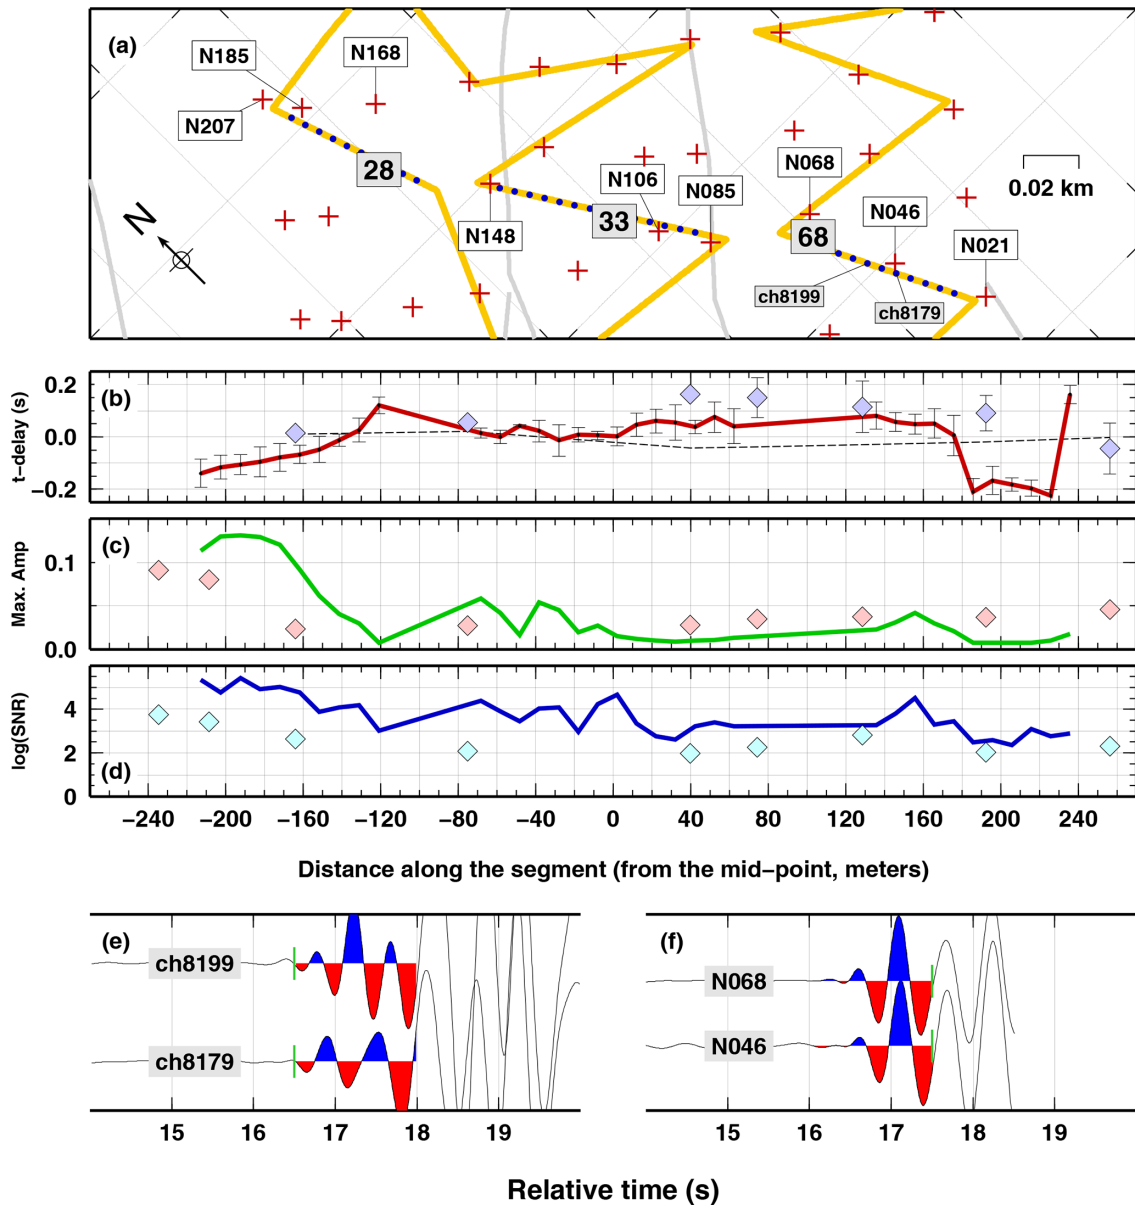 (a)
N185
N168
N207
28
N
N148
N106
33
N085
N068
N046
68
N021
ch8199
ch8179
0.02 km
(b)
t−delay (s)
0.2
0.0
−0.2
(c)
Max. Amp
0.1
0.0
(d)
log(SNR)
4
2
0
−240 −200 −160 −120 −80 −40 0 40 80 120 160 200 240
Distance along the segment (from the mid−point, meters)
(e)
ch8199
ch8179
15 16 17 18 19
(f)
N068
N046
15 16 17 18 19
Relative time (s)